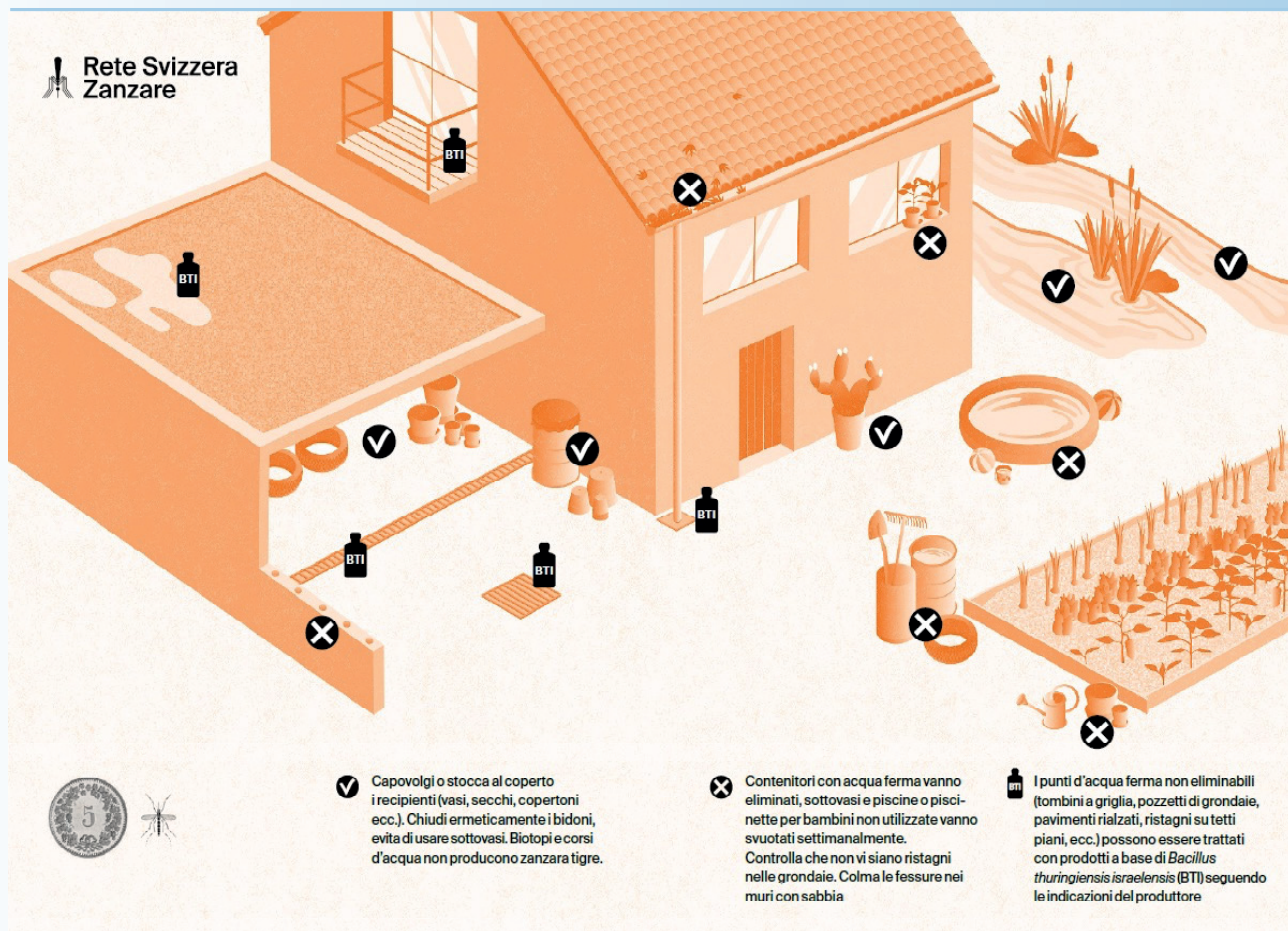 Rete Svizzera
Zanzare
BTI
BTI
BTI
BTI
BTI
5
Capovolgi o stocca al coperto
i recipienti (vasi, secchi, copertoni
ecc.). Chiudi ermeticamente i bidoni,
evita di usare sottovasi. Biotopi e corsi
d'acqua non producono zanzara tigre.
Contenitori con acqua ferma vanno
eliminati, sottovasi e piscine o pisci-
nette per bambini non utilizzate vanno
svuotati settimanalmente.
Controlla che non vi siano ristagni
nelle grondaie. Colma le fessure nei
muri con sabbia
BTI
I punti d'acqua ferma non eliminabili
(tombini a griglia, pozzetti di grondaie,
pavimenti rialzati, ristagni su tetti
piani, ecc.) possono essere trattati
con prodotti a base di Bacillus
thuringiensis israelensis (BTI) seguendo
le indicazioni del produttore